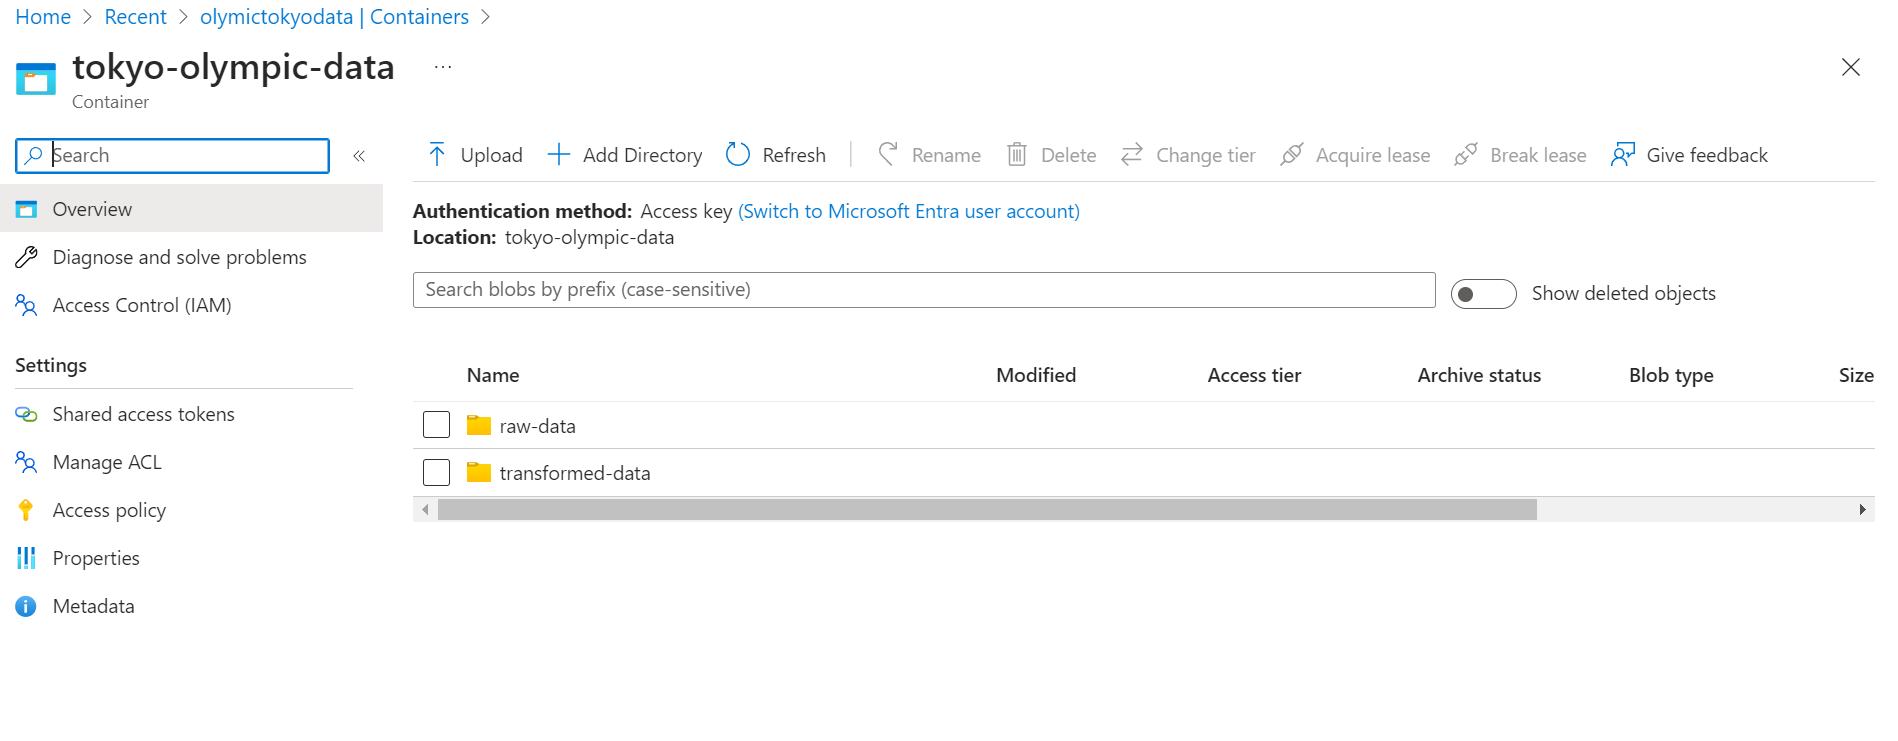 Home > Recent > olymictokyodata | Containers >
tokyo-olympic-data ...
Container
Search «
Upload Add Directory Refresh Rename Delete Change tier Acquire lease Break lease Give feedback
Overview
Diagnose and solve problems
Access Control (IAM)
Settings
Shared access tokens
Manage ACL
Access policy
Properties
Metadata
Authentication method: Access key (Switch to Microsoft Entra user account)
Location: tokyo-olympic-data
Search blobs by prefix (case-sensitive)
Show deleted objects
Name Modified Access tier Archive status Blob type Size
raw-data
transformed-data